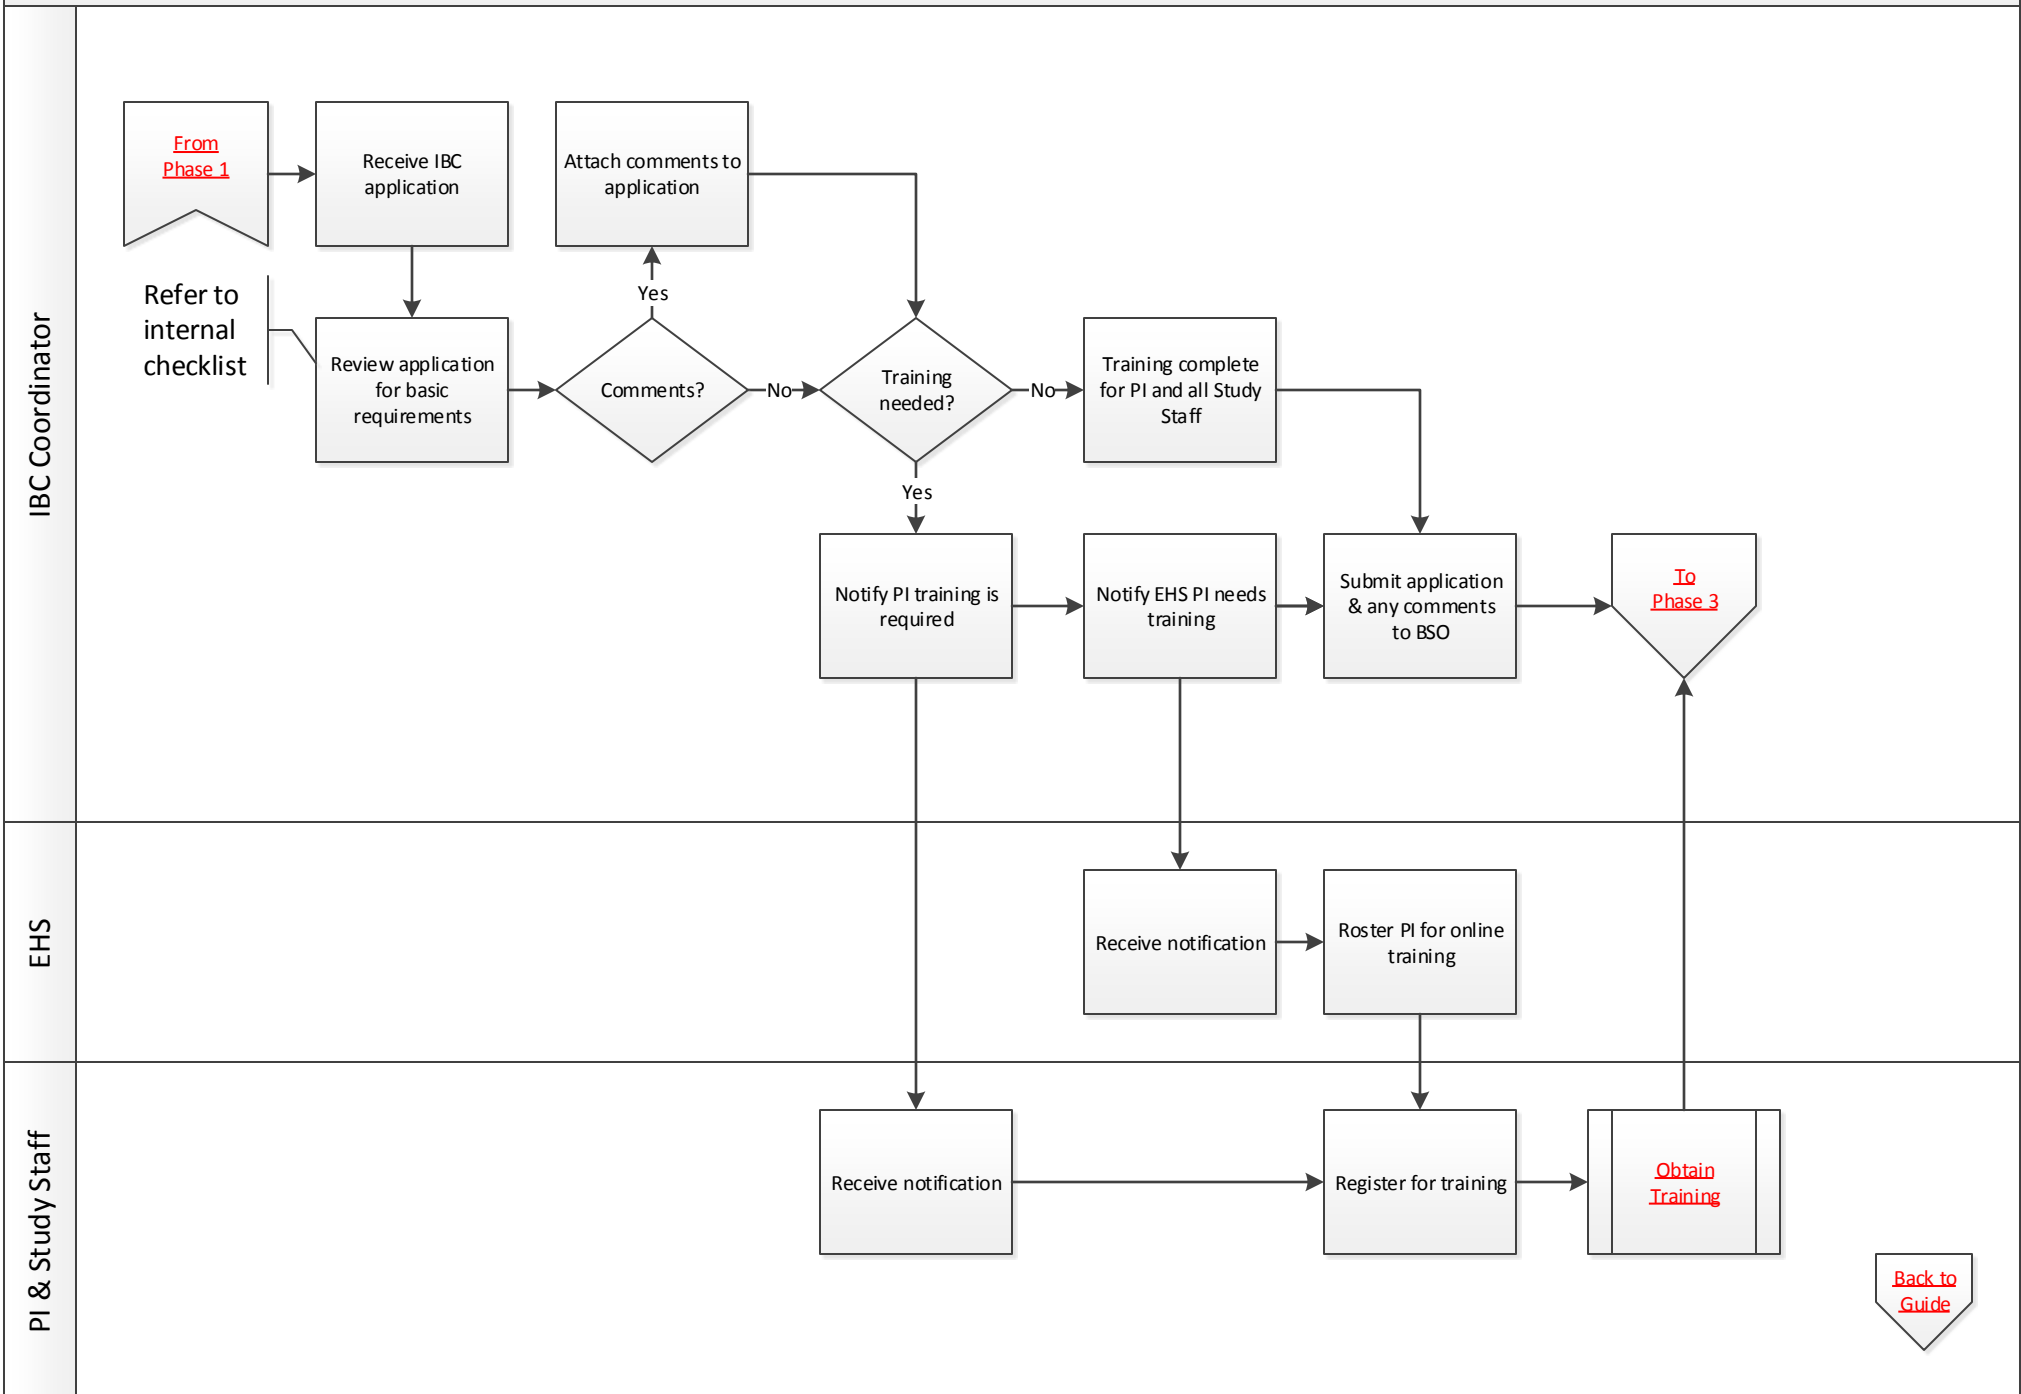 IBC Coordinator
From
Phase 1
Receive IBC
application
Attach comments to
application
Refer to
internal
checklist
Review application
for basic
requirements
Yes
Comments?
No
Training
needed?
No
Training complete
for PI and all Study
Staff
Yes
Notify PI training is
required
Notify EHS PI needs
training
Submit application
& any comments
to BSO
To
Phase 3
EHS
Receive notification
Roster PI for online
training
PI & Study Staff
Receive notification
Register for training
Obtain
Training
Back to
Guide